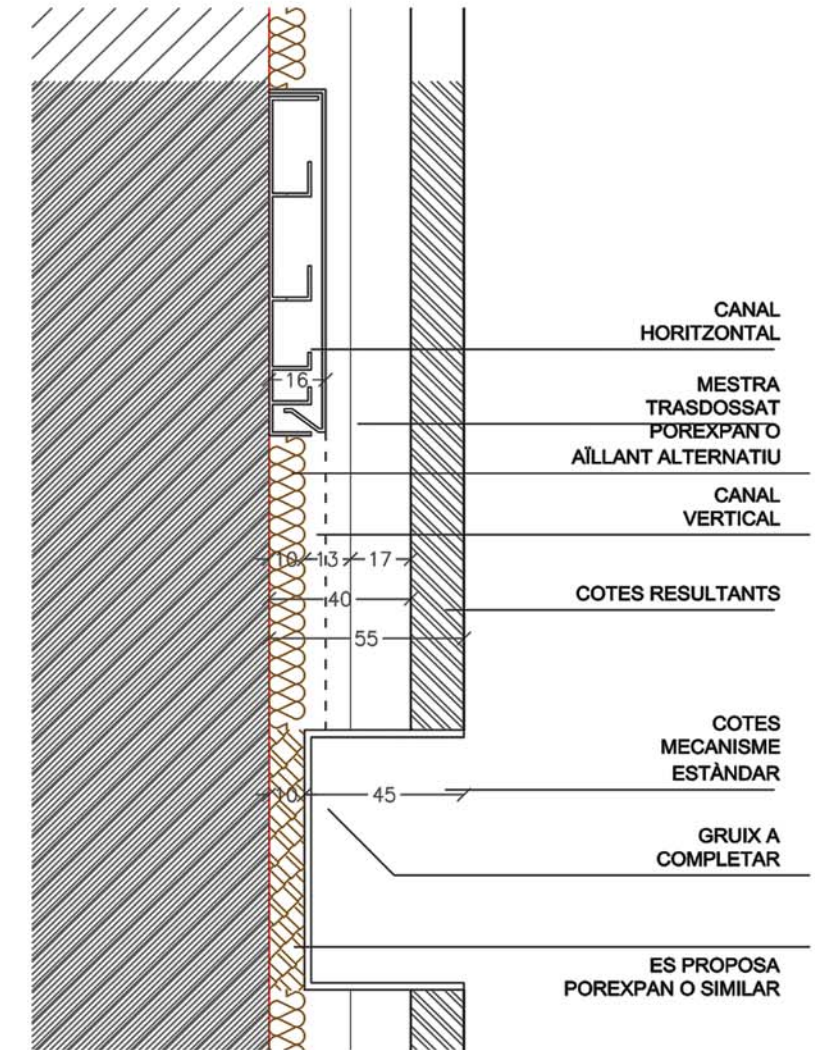 CANAL
HORITZONTAL
16
MESTRA
TRASDOSSAT
POREXPAN O
AÏLLANT ALTERNATIU
CANAL
VERTICAL
10 13 17
40
COTES RESULTANTS
55
COTES
MECANISME
ESTÀNDAR
10 45
GRUIX A
COMPLETAR
ES PROPOSA
POREXPAN O SIMILAR